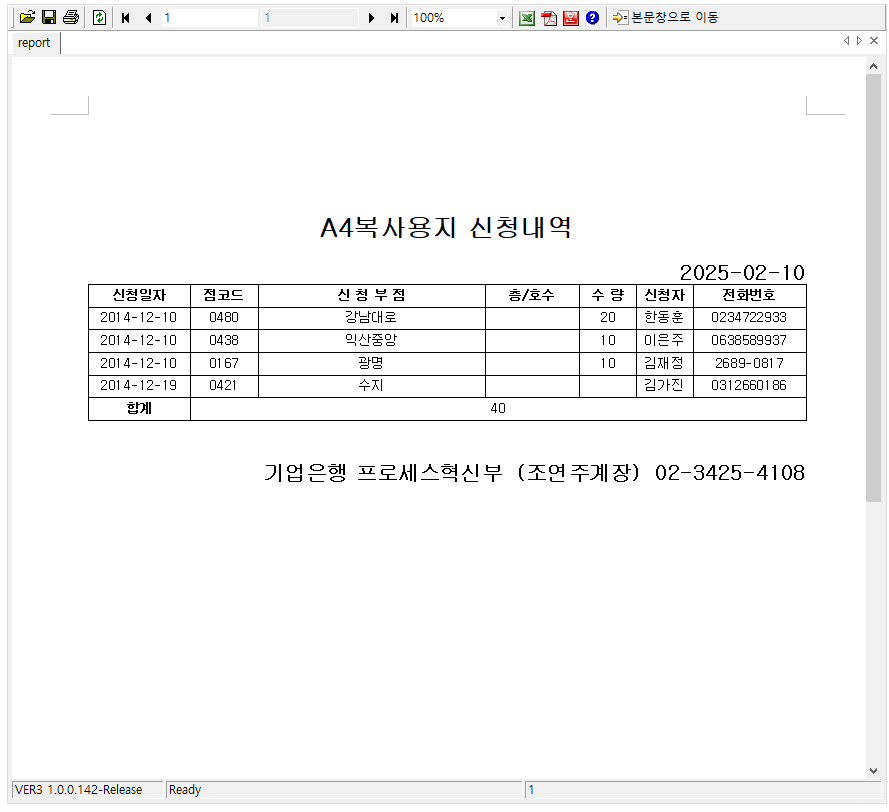 1 1 100% 본문창으로 이동
report
A4복사용지 신청내역
2025-02-10
신청일자 점코드 신 청 부 점 층/호수 수 량 신청자 전화번호
2014-12-10 0480 강남대로 20 한동훈 0234722933
2014-12-10 0438 익산중앙 10 이은주 0638589937
2014-12-10 0167 광명 10 김재정 2689-0817
2014-12-19 0421 수지 김가진 0312660186
합계 40
기업은행 프로세스혁신부 (조연주계장) 02-3425-4108
VER3 1.0.0.142-Release Ready 1